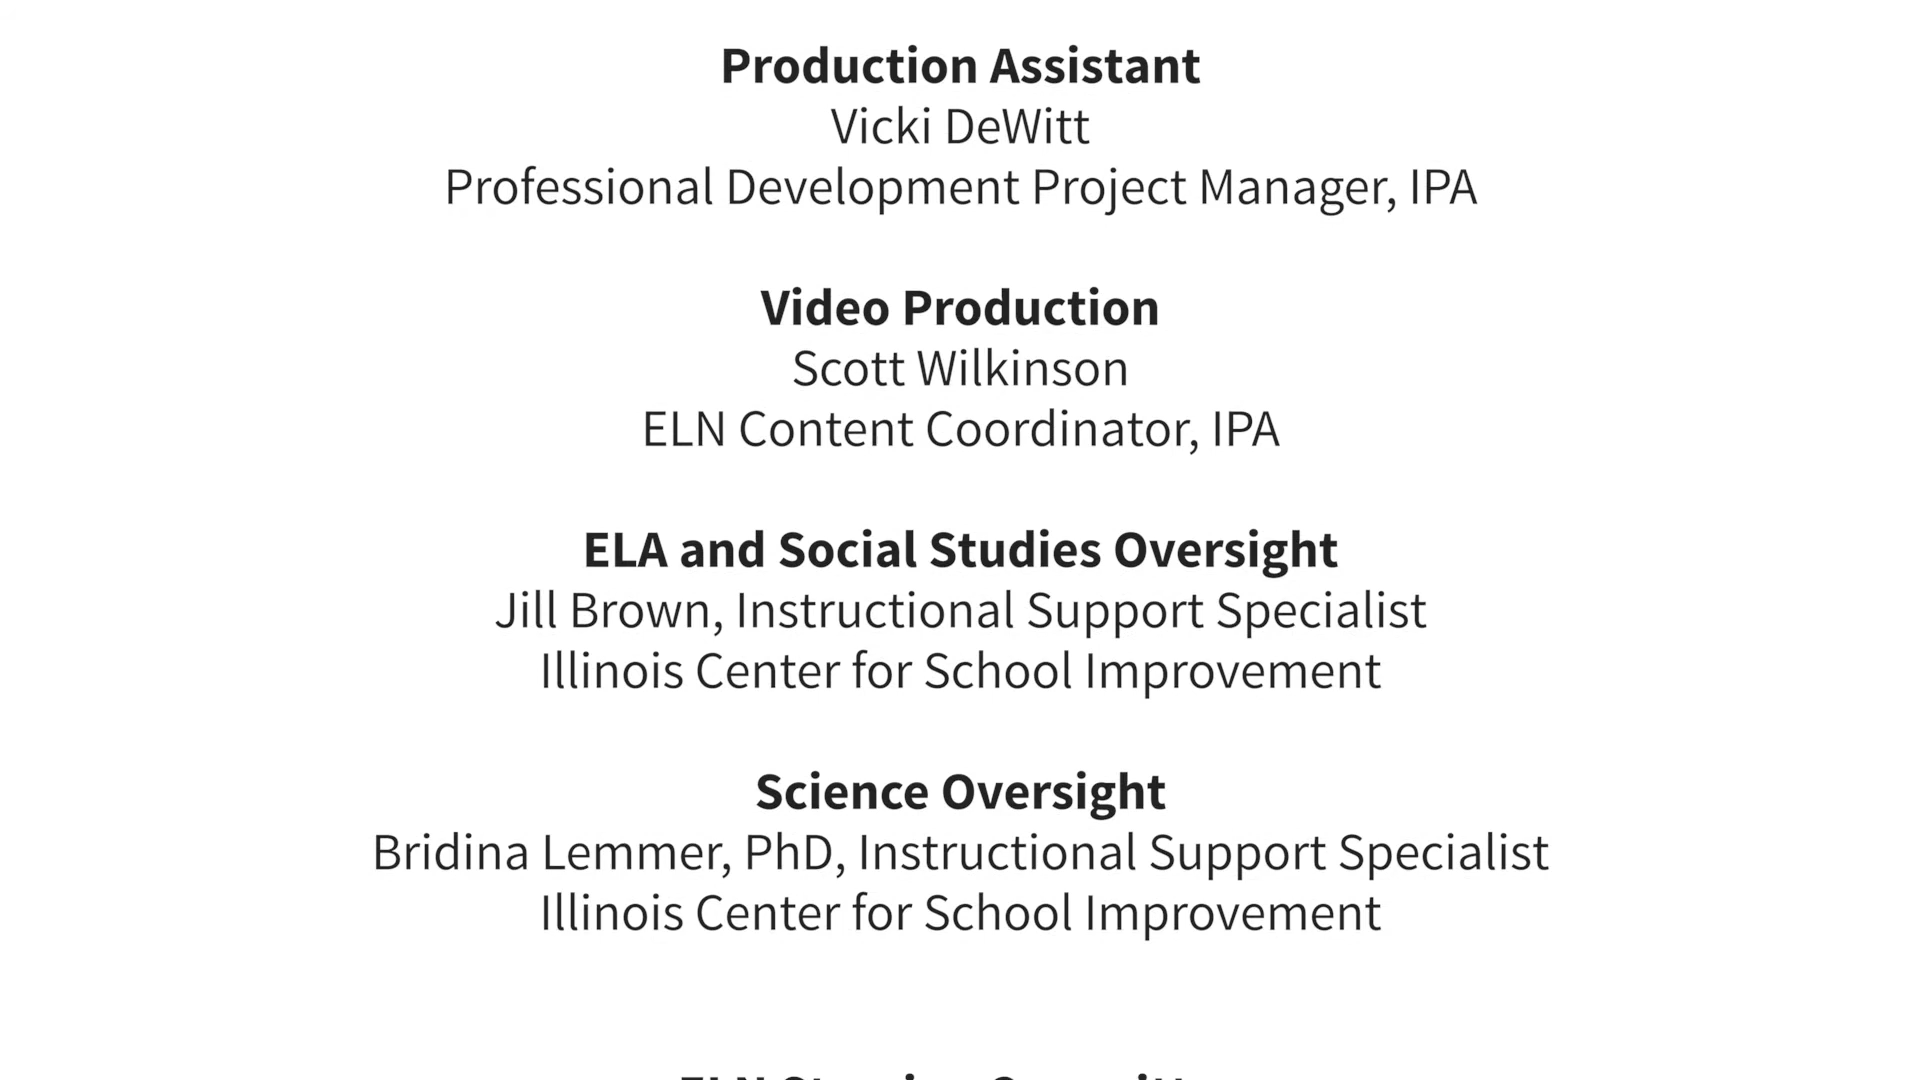 Production Assistant
Vicki DeWitt
Professional Development Project Manager, IPA
Video Production
Scott Wilkinson
ELN Content Coordinator, IPA
ELA and Social Studies Oversight
Jill Brown, Instructional Support Specialist
Illinois Center for School Improvement
Science Oversight
Bridina Lemmer, PhD, Instructional Support Specialist
Illinois Center for School Improvement